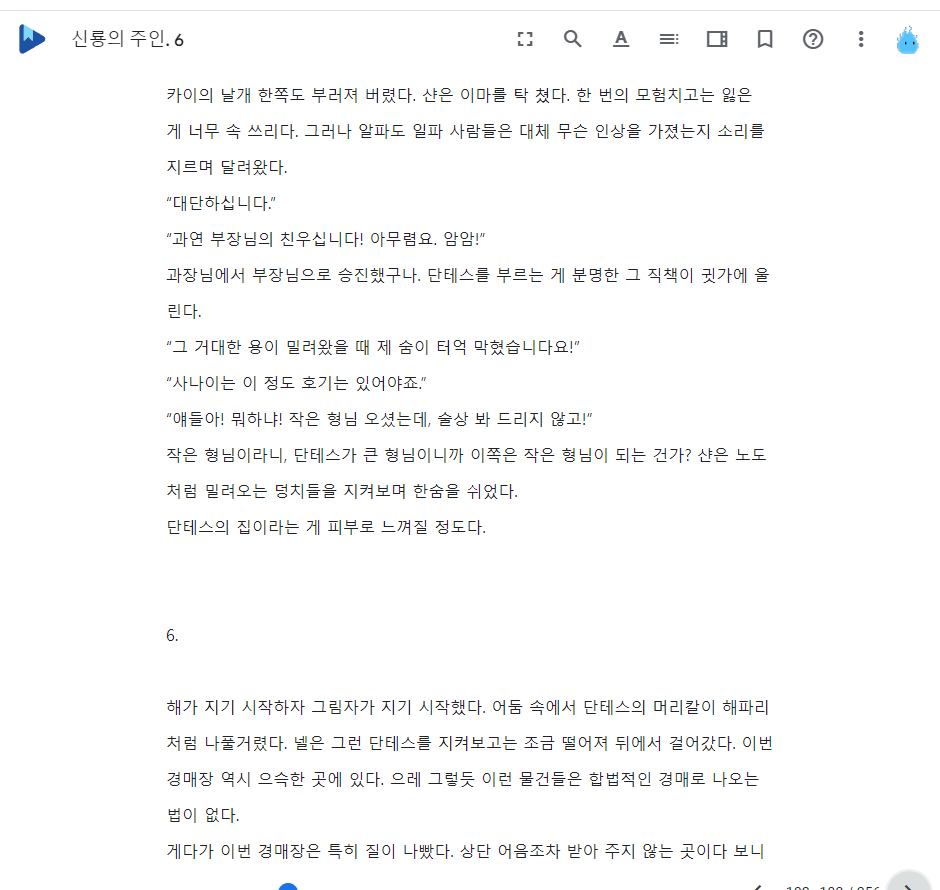 신룡의 주인. 6
카이의 날개 한쪽도 부러져 버렸다. 샨은 이마를 탁 쳤다. 한 번의 모험치고는 잃은
게 너무 속 쓰리다. 그러나 알파도 일파 사람들은 대체 무슨 인상을 가졌는지 소리를
지르며 달려왔다.
“대단하십니다.”
“과연 부장님의 친우십니다! 아무렴요. 암암!”
과장님에서 부장님으로 승진했구나. 단테스를 부르는 게 분명한 그 직책이 귓가에 울
린다.
“그 거대한 용이 밀려왔을 때 제 숨이 터억 막혔습니다요!”
“사나이는 이 정도 호기는 있어야죠.”
“얘들아! 뭐하냐! 작은 형님 오셨는데, 술상 봐 드리지 않고!”
작은 형님이라니, 단테스가 큰 형님이니까 이쪽은 작은 형님이 되는 건가? 샨은 노도
처럼 밀려오는 덩치들을 지켜보며 한숨을 쉬었다.
단테스의 집이라는 게 피부로 느껴질 정도다.
6.
해가 지기 시작하자 그림자가 지기 시작했다. 어둠 속에서 단테스의 머리칼이 해파리
처럼 나풀거렸다. 넬은 그런 단테스를 지켜보고는 조금 떨어져 뒤에서 걸어갔다. 이번
경매장 역시 으슥한 곳에 있다. 으레 그렇듯 이런 물건들은 합법적인 경매로 나오는
법이 없다.
게다가 이번 경매장은 특히 질이 나빴다. 상단 어음조차 받아 주지 않는 곳이다 보니